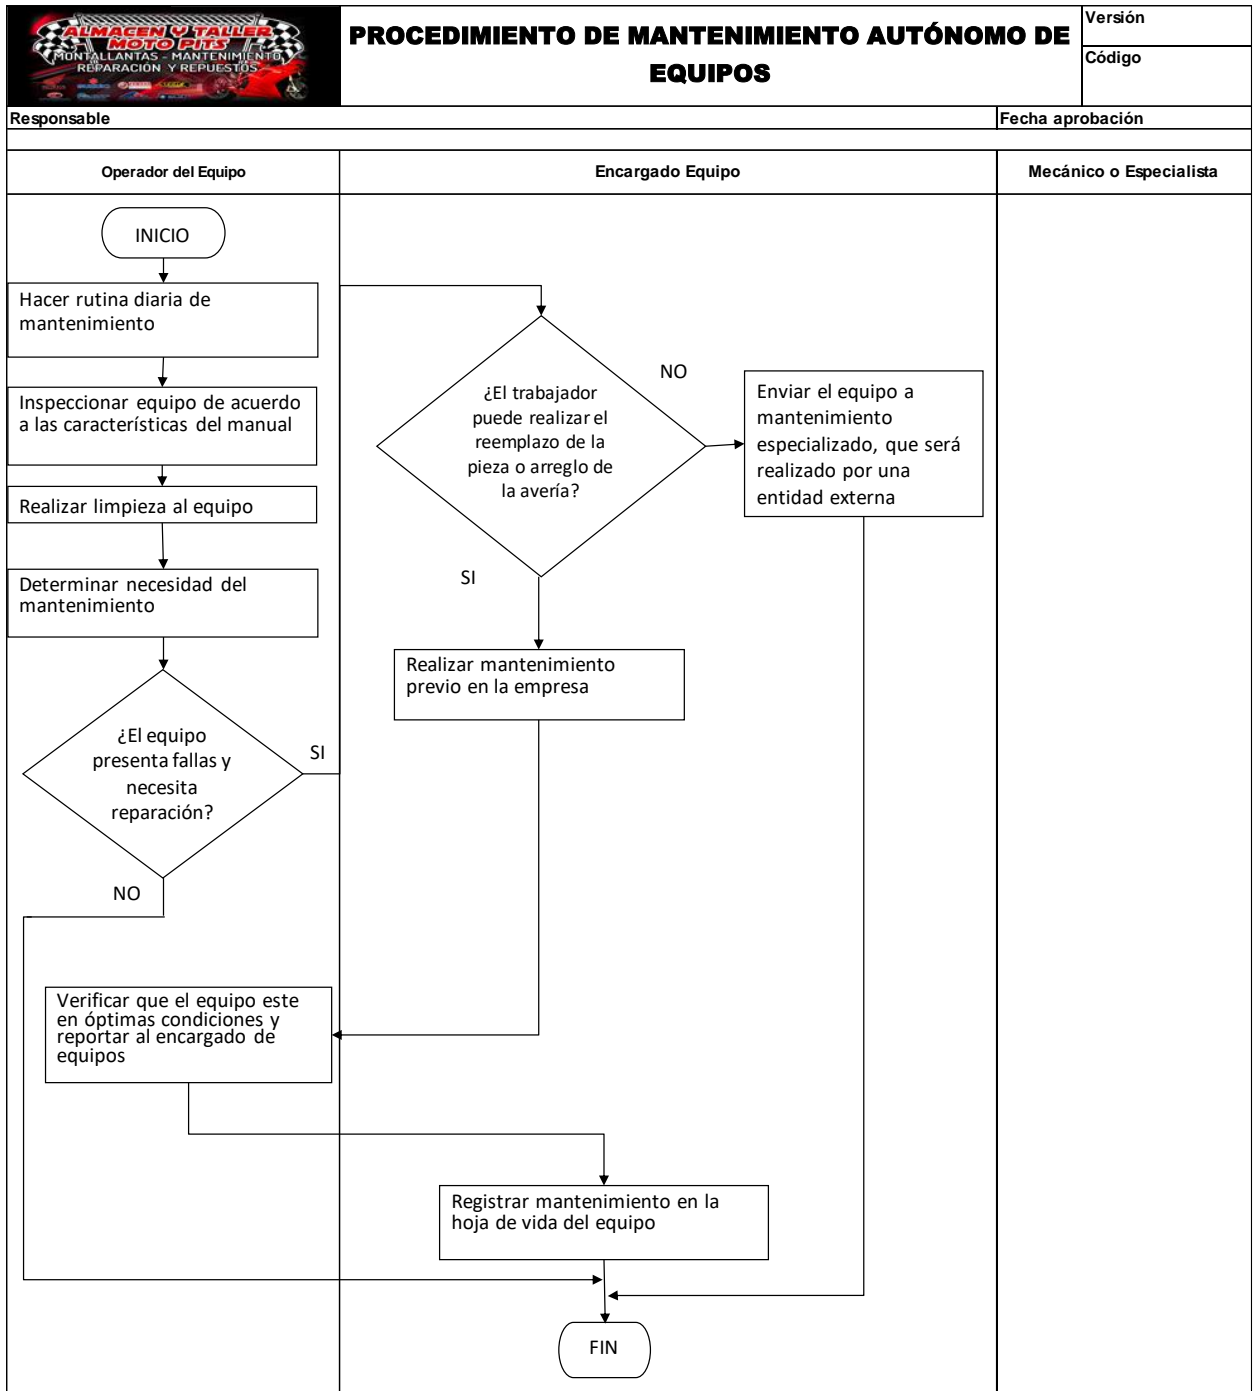 ALMACEN Y TALLER
MOTO PITS
MONTALLANTAS - MANTENIMIENTO
REPARACIÓN Y REPUESTOS
PROCEDIMIENTO DE MANTENIMIENTO AUTÓNOMO DE
EQUIPOS
Versión
Código
Responsable
Fecha aprobación
Operador del Equipo
Encargado Equipo
Mecánico o Especialista
INICIO
Hacer rutina diaria de
mantenimiento
Inspeccionar equipo de acuerdo
a las características del manual
Realizar limpieza al equipo
Determinar necesidad del
mantenimiento
¿El equipo
presenta fallas y
necesita
reparación?
SI
NO
¿El trabajador
puede realizar el
reemplazo de la
pieza o arreglo de
la avería?
NO
SI
Enviar el equipo a
mantenimiento
especializado, que será
realizado por una
entidad externa
Realizar mantenimiento
previo en la empresa
Verificar que el equipo este
en óptimas condiciones y
reportar al encargado de
equipos
Registrar mantenimiento en la
hoja de vida del equipo
FIN